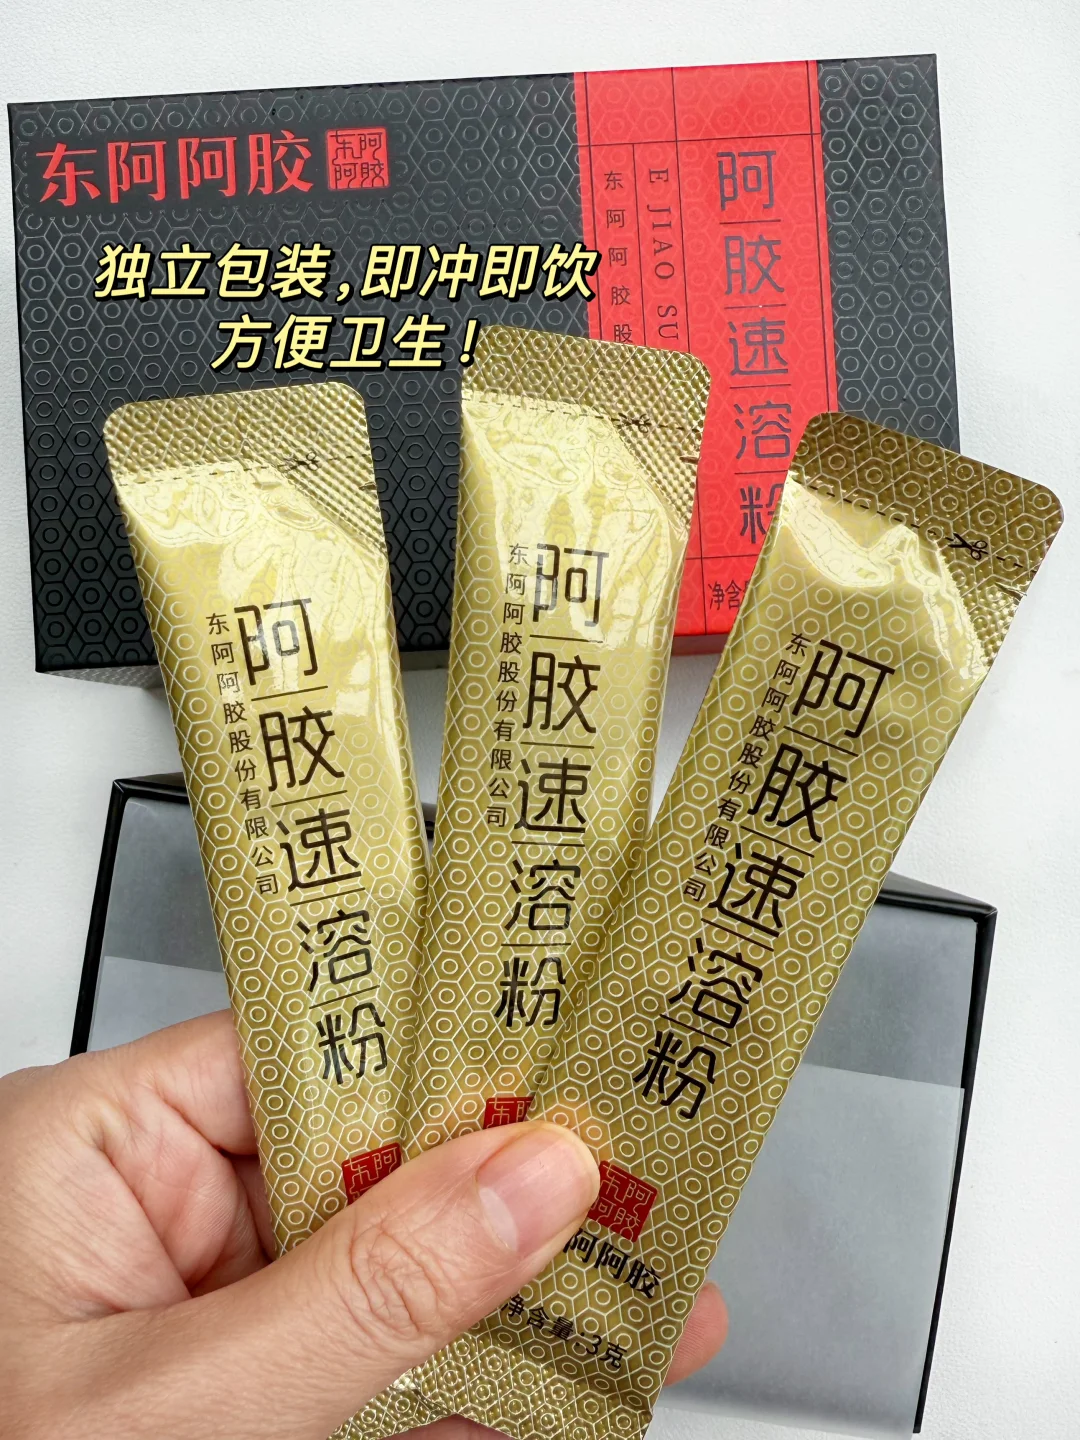 东阿阿胶
东阿阿胶
独立包装,即冲即饮
方便卫生!
东阿阿胶股
E JIAO SU
阿胶速溶粉
净含
东阿阿胶股份有限公司
阿胶速溶粉
东阿
东阿阿胶股份有限公司
阿胶速溶粉
东阿
东阿阿胶股份有限公司
阿胶速溶粉
东阿阿胶
阿阿胶
净含量:3克